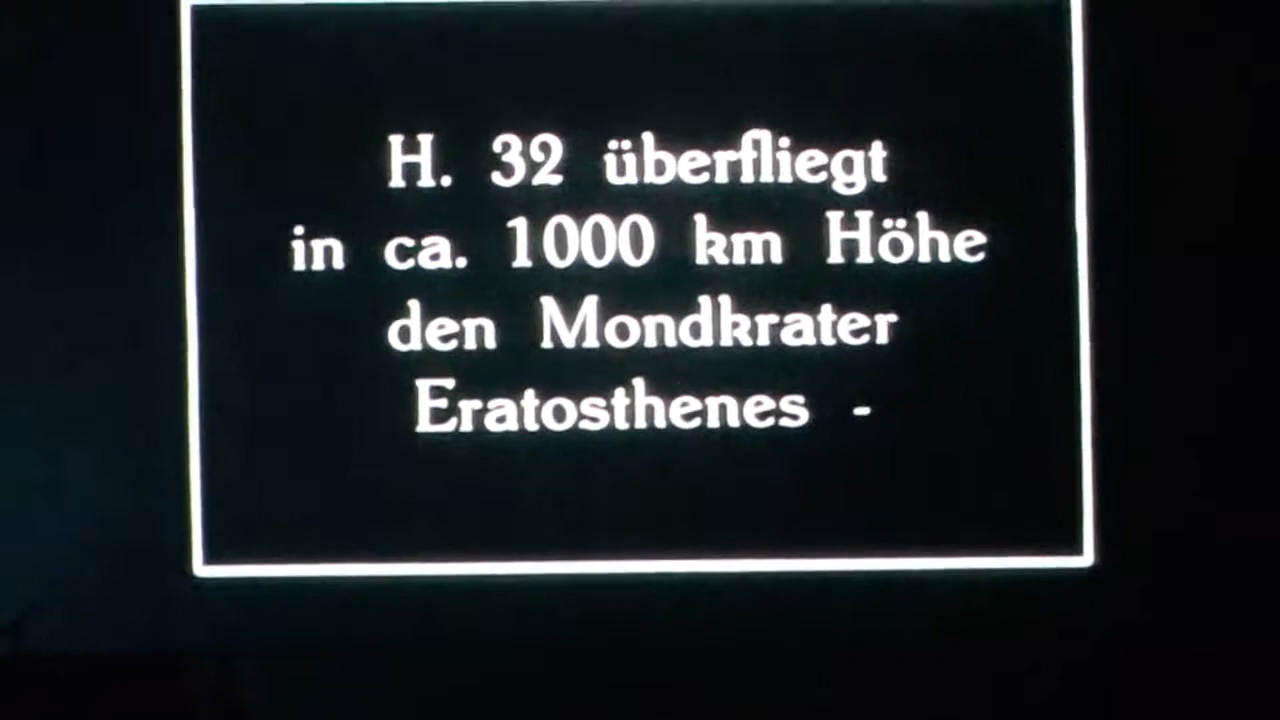 H. 32 überfliegt
in ca. 1000 km Höhe
den Mondkrater
Eratosthenes -